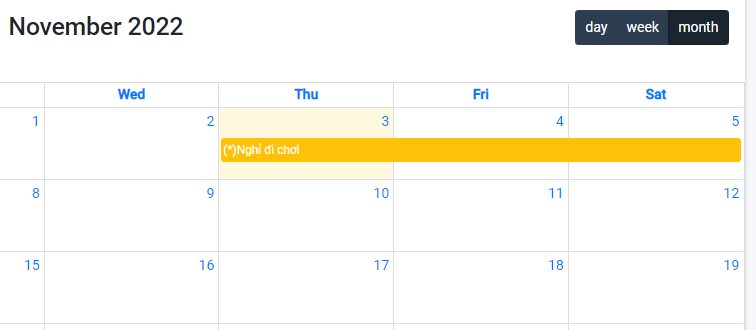 November 2022
day week month
Wed Thu Fri Sat
1 2 3 4 5
(*)Nghỉ đi chơi
8 9 10 11 12
15 16 17 18 19